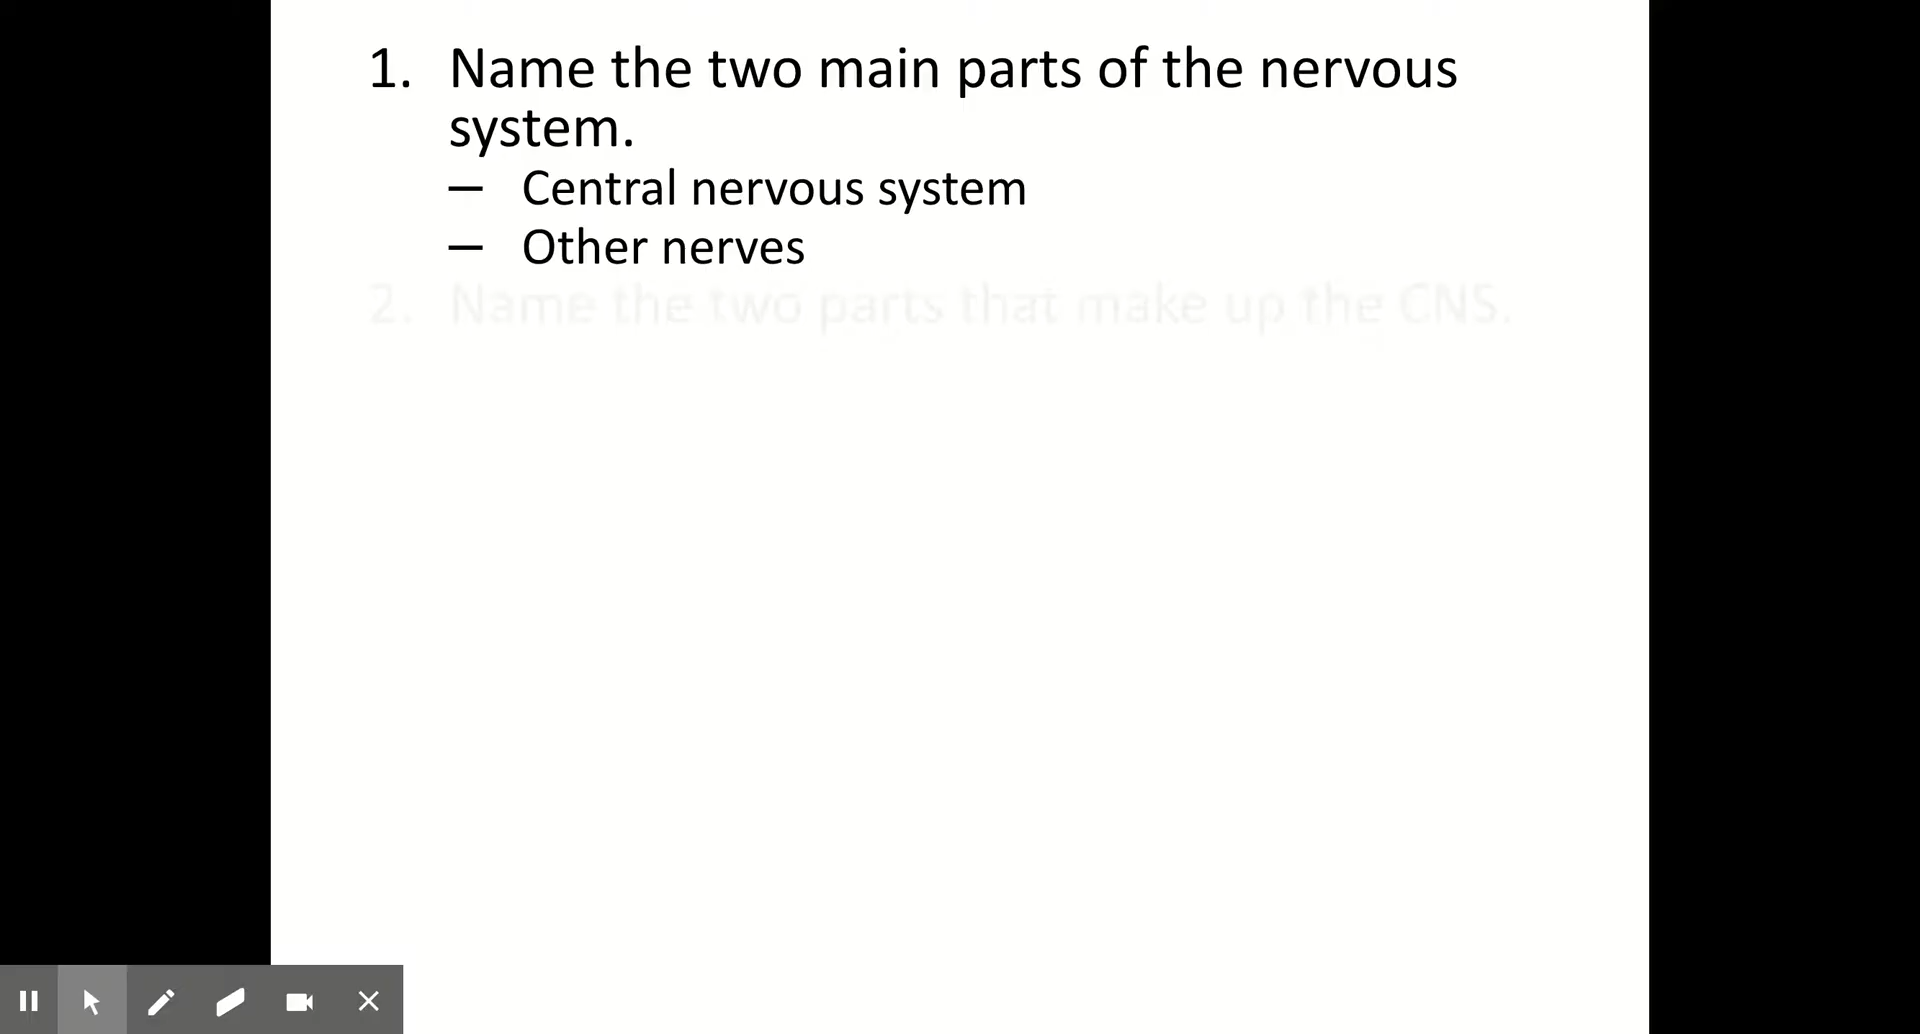 1. Name the two main parts of the nervous
system.
— Central nervous system
— Other nerves
2. Name the two parts that make up the CNS.